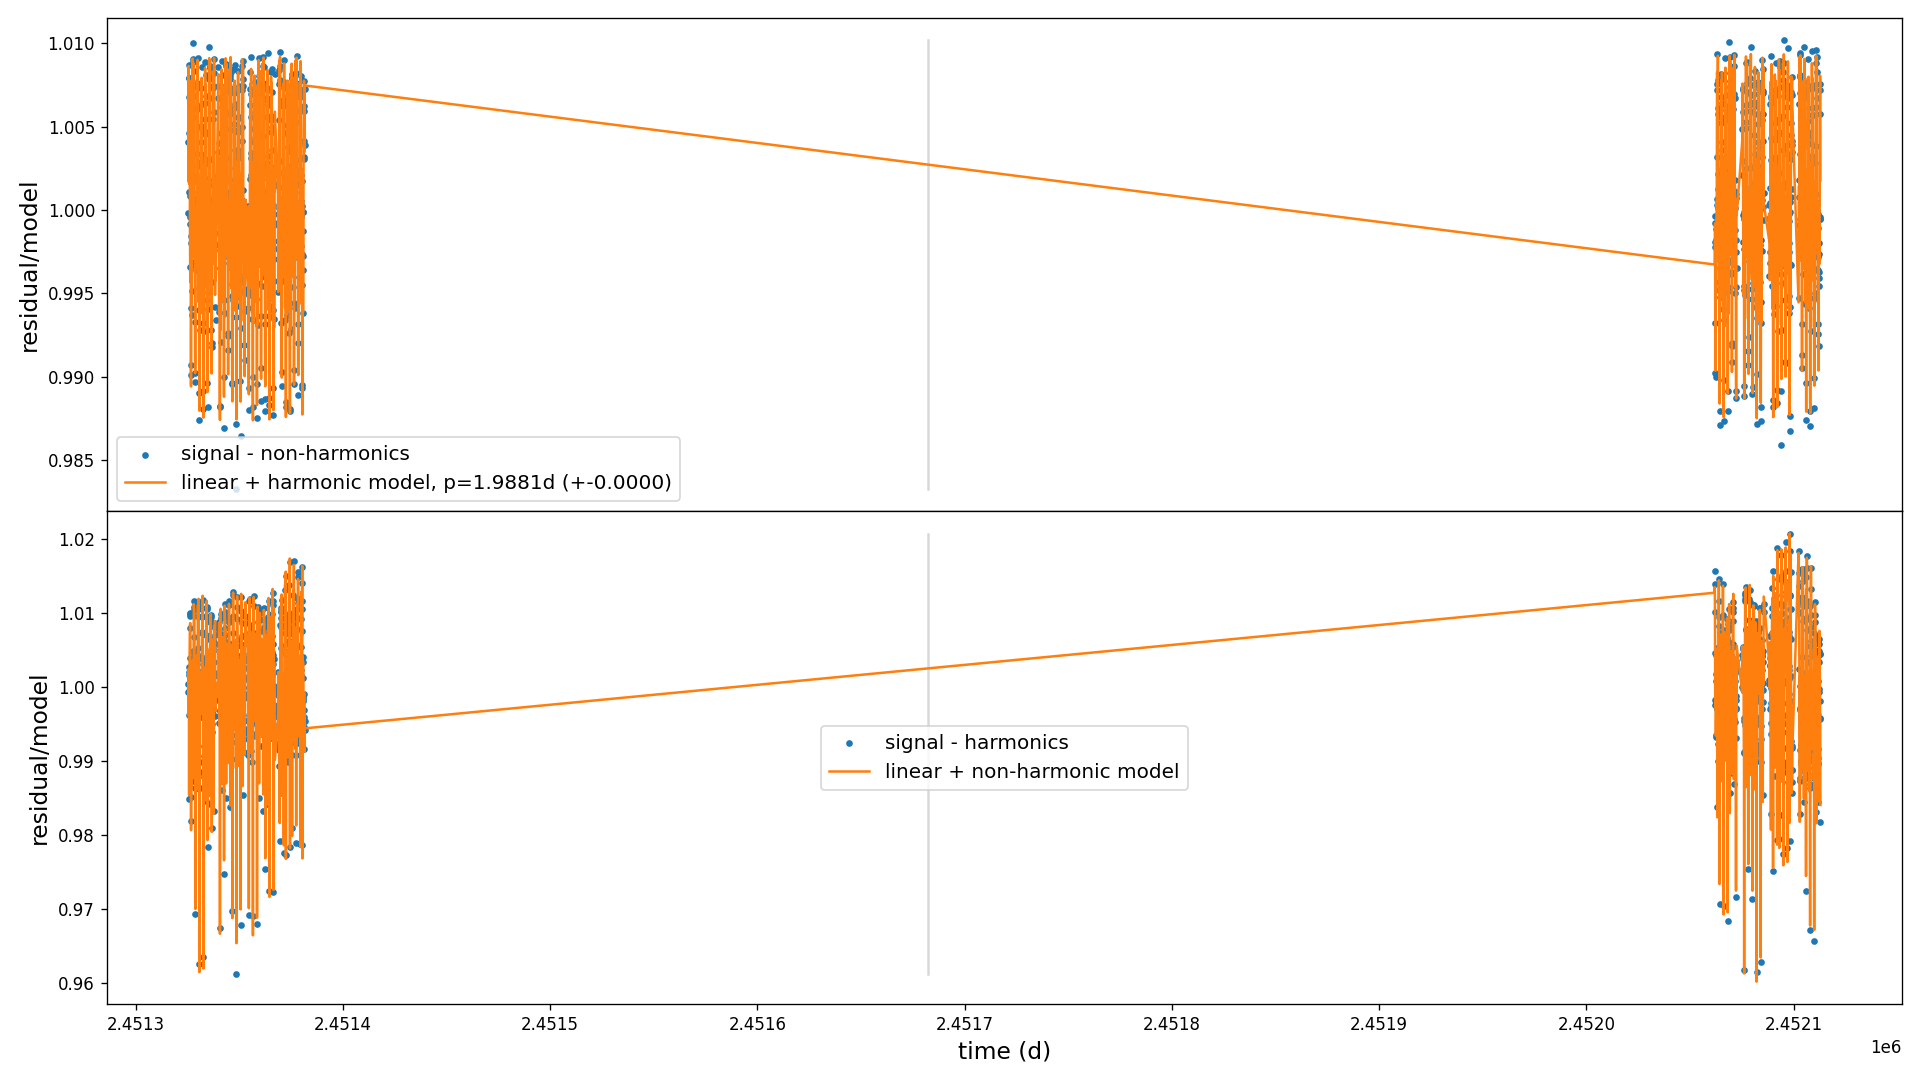 1.010
1.005
1.000
0.995
0.990
0.985
residual/model
signal - non-harmonics
linear + harmonic model, p=1.9881d (+-0.0000)
1.02
1.01
1.00
0.99
0.98
0.97
0.96
residual/model
signal - harmonics
linear + non-harmonic model
2.4513 2.4514 2.4515 2.4516 2.4517 2.4518 2.4519 2.4520 2.4521
time (d)
1e6